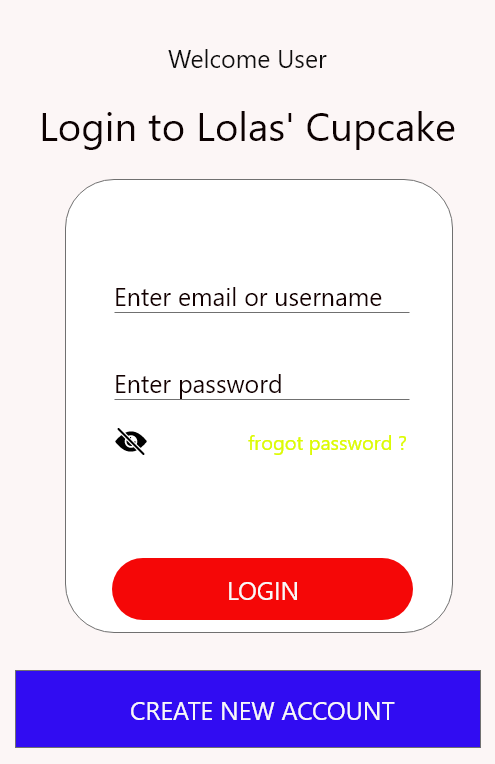 Welcome User
Login to Lolas' Cupcake
Enter email or username
Enter password
frogot password ?
LOGIN
CREATE NEW ACCOUNT